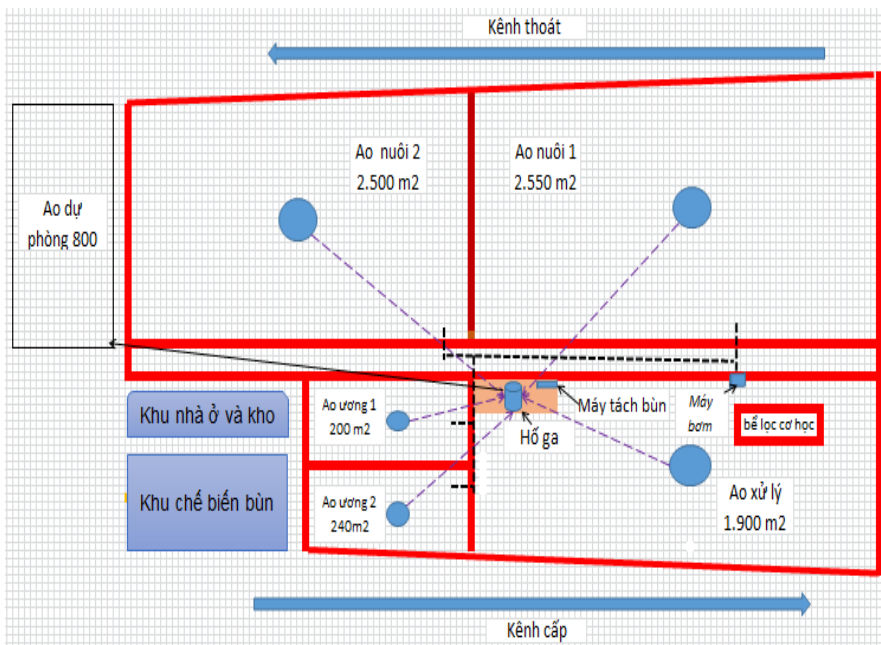 Kênh thoát
Ao nuôi 2
2.500 m2
Ao nuôi 1
2.550 m2
Ao dự
phòng 800
Khu nhà ở và kho
Ao ương 1
200 m2
Máy tách bùn
Máy
bơm
bể lọc cơ học
Hố ga
Khu chế biến bùn
Ao ương 2
240m2
Ao xử lý
1.900 m2
Kênh cấp